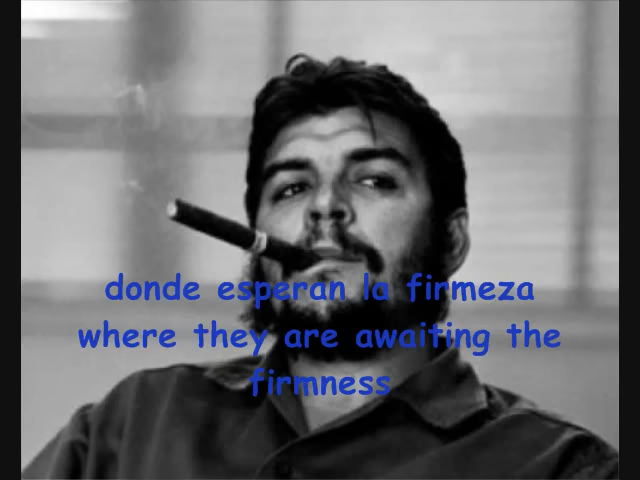 donde esperan la firmeza
where they are awaiting the
firmness